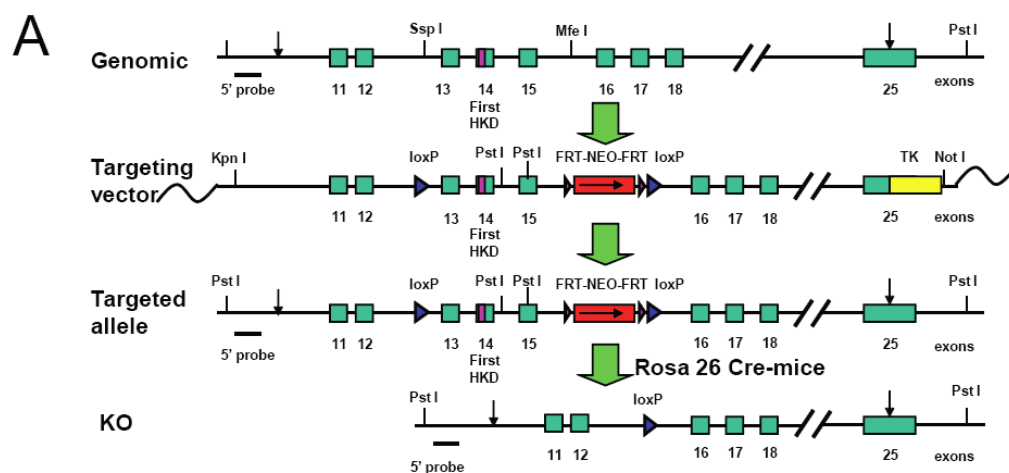 A
Genomic
Ssp I Mfe I Pst I
5' probe 11 12 13 14 15 16 17 18 25 exons
First
HKD
Targeting
vector
Kpn I loxP Pst I Pst I FRT-NEO-FRT loxP TK Not I
11 12 13 14 15 16 17 18 25 exons
First
HKD
Targeted
allele
Pst I loxP Pst I Pst I FRT-NEO-FRT loxP Pst I
5' probe 11 12 13 14 15 16 17 18 25 exons
First
HKD
Rosa 26 Cre-mice
KO
Pst I loxP Pst I
5' probe 11 12 16 17 18 25 exons